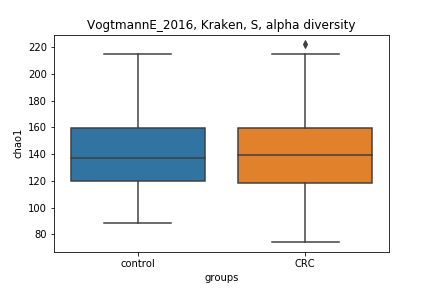 VogtmannE_2016, Kraken, S, alpha diversity
220
200
180
160
140
120
100
80
chao1
control CRC
groups